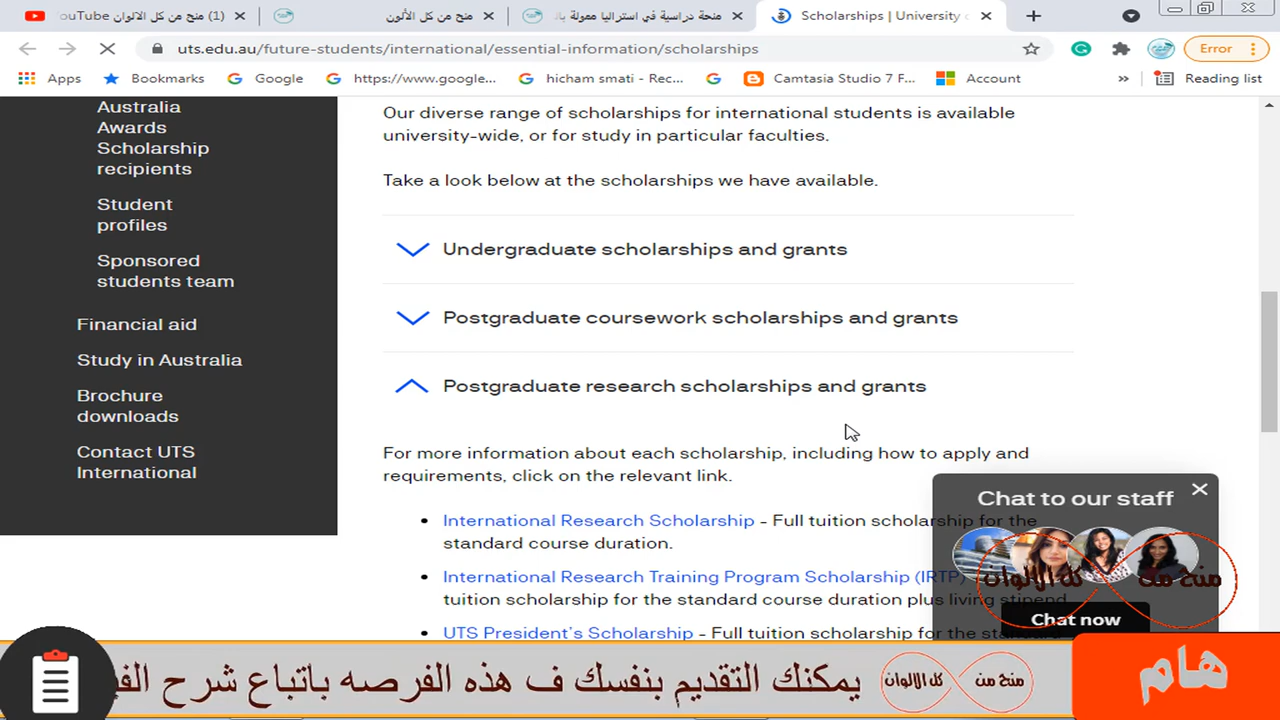 (1) منح من كل الالوان - YouTube
منح من كل الألوان
منحة دراسية في استراليا ممولة بال
Scholarships | University o
uts.edu.au/future-students/international/essential-information/scholarships
Error
Apps
Bookmarks
Google
https://www.google...
hicham smati - Rec...
Camtasia Studio 7 F...
Account
»
Reading list
Australia
Awards
Scholarship
recipients
Student
profiles
Sponsored
students team
Financial aid
Study in Australia
Brochure
downloads
Contact UTS
International
Our diverse range of scholarships for international students is available
university-wide, or for study in particular faculties.
Take a look below at the scholarships we have available.
Undergraduate scholarships and grants
Postgraduate coursework scholarships and grants
Postgraduate research scholarships and grants
For more information about each scholarship, including how to apply and
requirements, click on the relevant link.
• International Research Scholarship - Full tuition scholarship for the
standard course duration.
• International Research Training Program Scholarship (IRTP)
tuition scholarship for the standard course duration plus living stipend
• UTS President's Scholarship - Full tuition scholarship for the
Chat to our staff
منح من كل الالوان
Chat now
هام
منح من كل الالوان
يمكنك التقديم بنفسك ف هذه الفرصه باتباع شرح